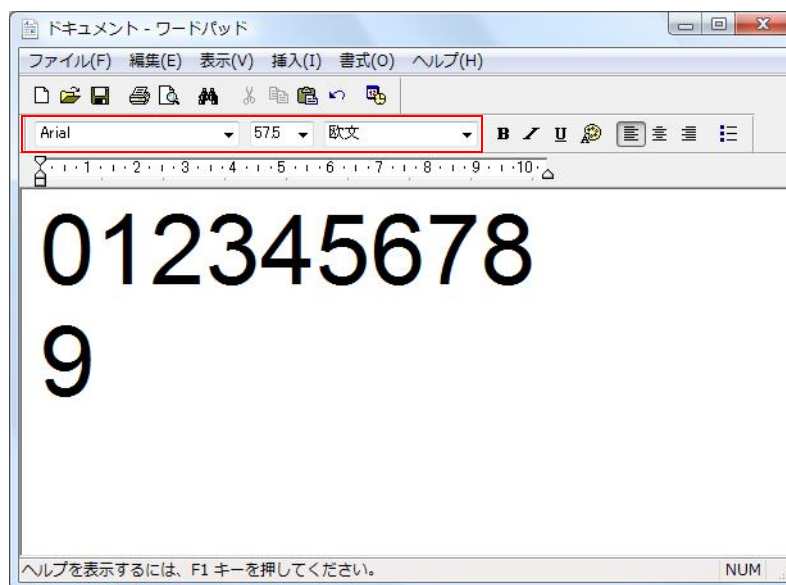 ドキュメント - ワードパッド
ファイル(F) 編集(E) 表示(V) 挿入(I) 書式(O) ヘルプ(H)
Arial 57.5 欧文 B I U
1 2 3 4 5 6 7 8 9 10
012345678
9
ヘルプを表示するには、F1 キーを押してください。 NUM